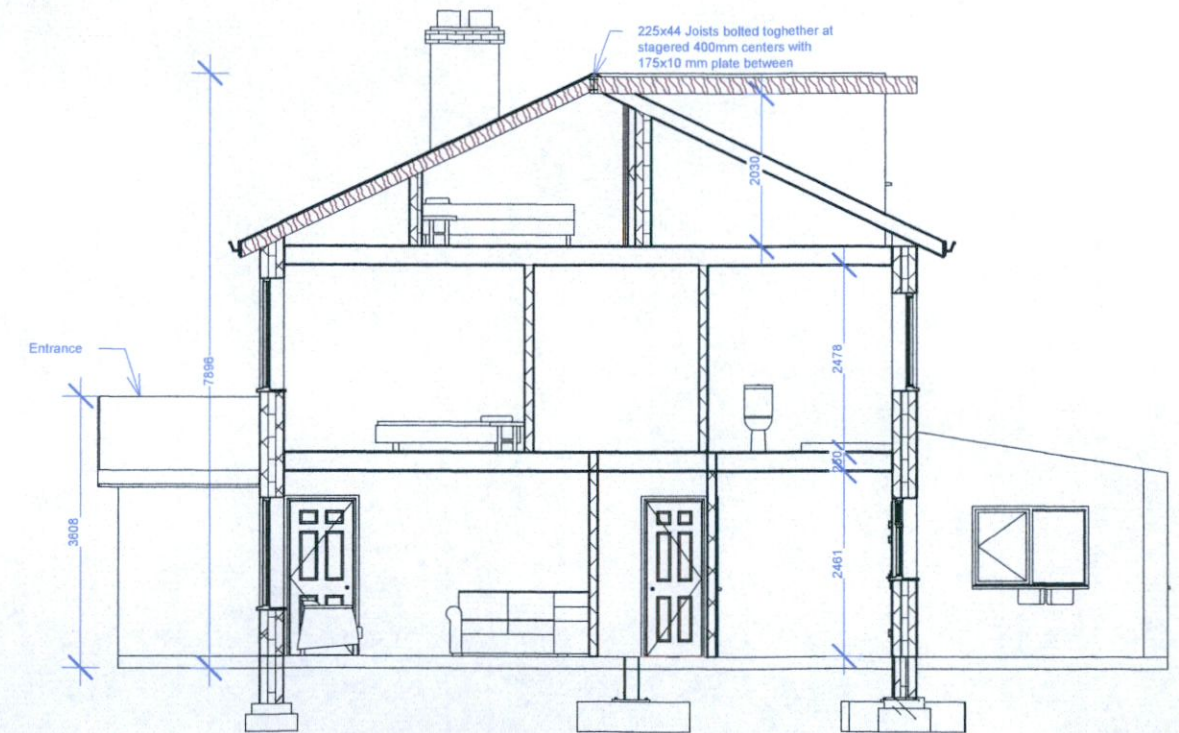 225x44 Joists bolted toghether at
stagered 400mm centers with
175x10 mm plate between
2030
Entrance
7896
2478
250
3608
2461